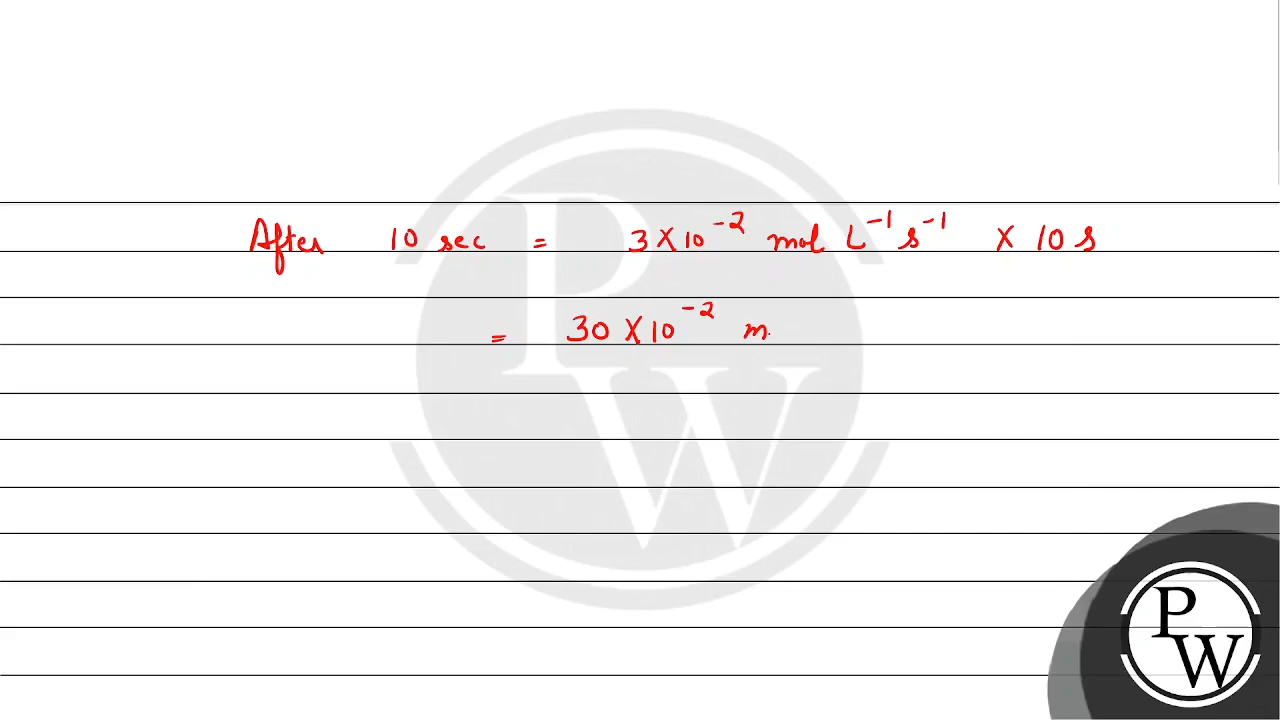 After 10 sec = 3 × 10⁻² mol L⁻¹ s⁻¹ × 10 s
= 30 × 10⁻² m
P
W
P
W